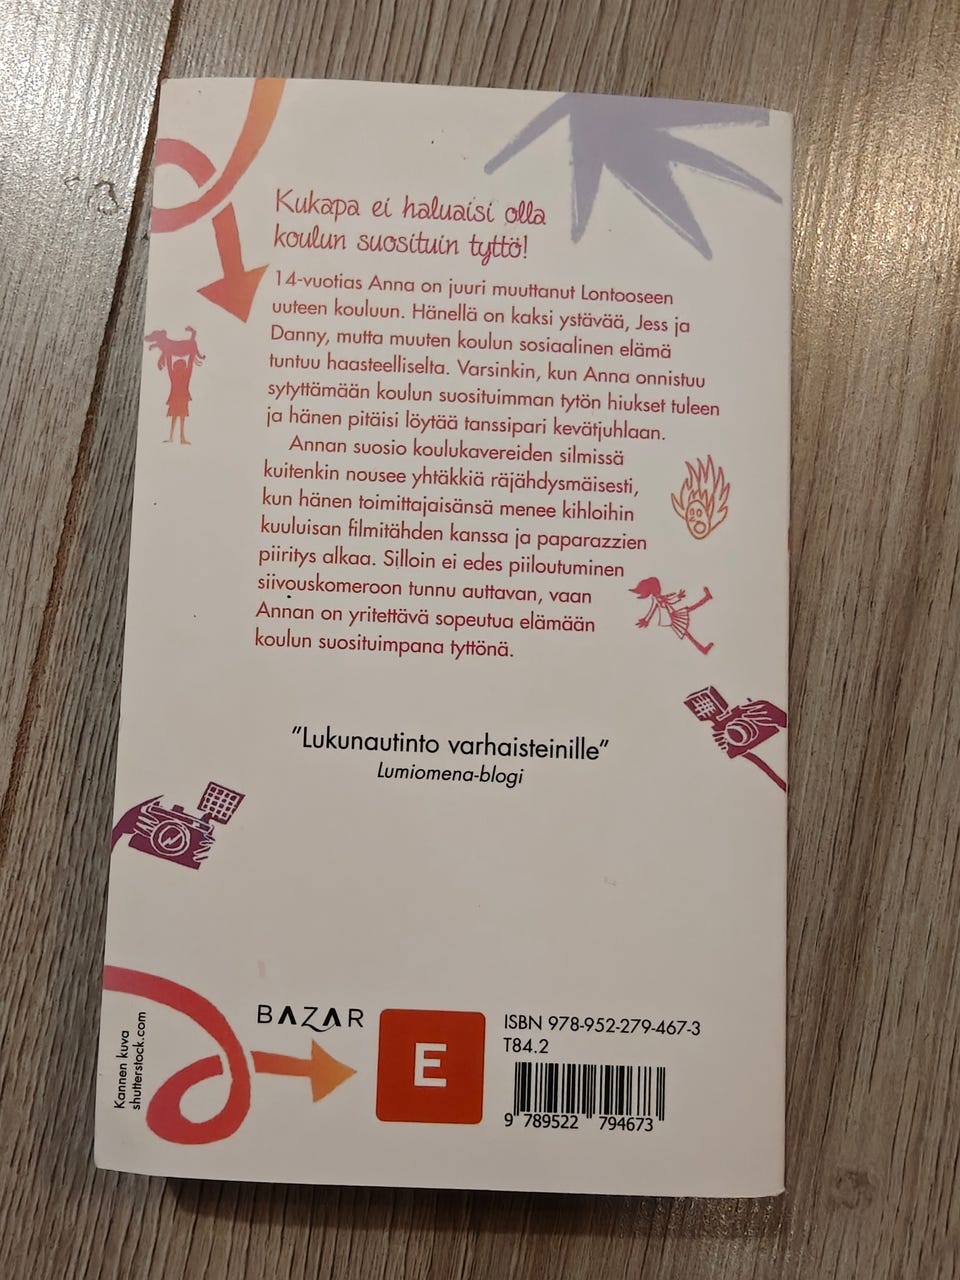 Kukapa ei haluaisi olla
koulun suosituin tyttö!
14-vuotias Anna on juuri muuttanut Lontooseen
uuteen kouluun. Hänellä on kaksi ystävää, Jess ja
Danny, mutta muuten koulun sosiaalinen elämä
tuntuu haasteelliselta. Varsinkin, kun Anna onnistuu
sytyttämään koulun suosituimman tytön hiukset tuleen
ja hänen pitäisi löytää tanssipari kevätjuhlaan.
Annan suosio koulukavereiden silmissä
kuitenkin nousee yhtäkkiä räjähdysmäisesti,
kun hänen toimittajaisänsä menee kihloihin
kuuluisan filmitähden kanssa ja paparazzien
piiritys alkaa. Silloin ei edes piiloutuminen
siivouskomeroon tunnu auttavan, vaan
Annan on yritettävä sopeutua elämään
koulun suosituimpana tyttönä.
"Lukunautinto varhaisteinille"
Lumiomena-blogi
Kannen kuva
shutterstock.com
BAZAR
E
ISBN 978-952-279-467-3
T84.2
9 789522 794673